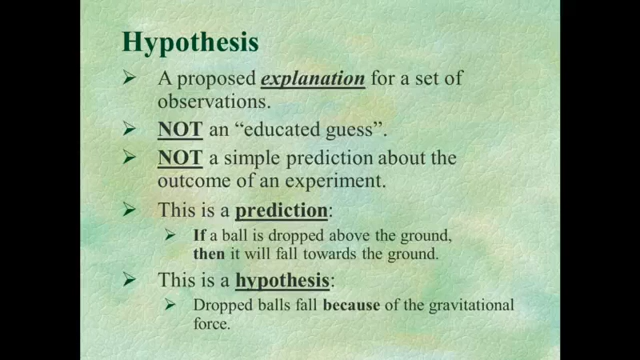 Hypothesis
A proposed explanation for a set of
observations.
NOT an “educated guess”.
NOT a simple prediction about the
outcome of an experiment.
This is a prediction:
If a ball is dropped above the ground,
then it will fall towards the ground.
This is a hypothesis:
Dropped balls fall because of the gravitational
force.